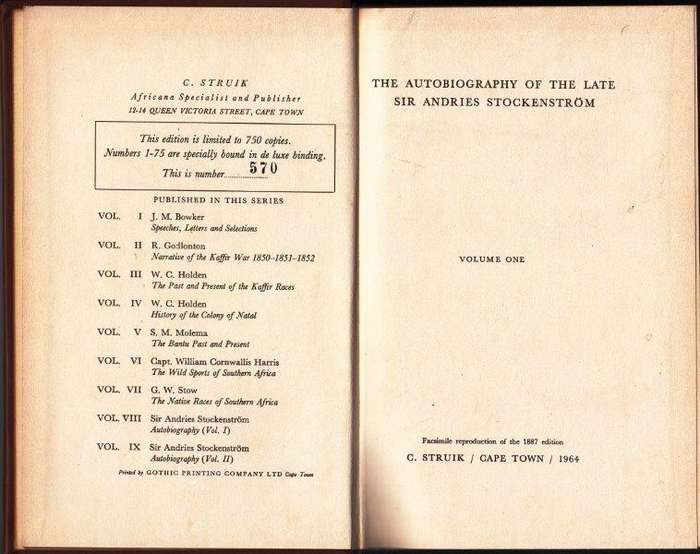 C. STRUIK
Africana Specialist and Publisher
12-14 QUEEN VICTORIA STREET, CAPE TOWN
This edition is limited to 750 copies.
Numbers 1-75 are specially bound in de luxe binding.
This is number..............570
PUBLISHED IN THIS SERIES
VOL. I J. M. Bowker
Speeches, Letters and Selections
VOL. II R. Godlonton
Narrative of the Kaffir War 1850-1851-1852
VOL. III W. C. Holden
The Past and Present of the Kaffir Races
VOL. IV W. C. Holden
History of the Colony of Natal
VOL. V S. M. Molema
The Bantu Past and Present
VOL. VI Capt. William Cornwallis Harris
The Wild Sports of Southern Africa
VOL. VII G. W. Stow
The Native Races of Southern Africa
VOL. VIII Sir Andries Stockenström
Autobiography (Vol. I)
VOL. IX Sir Andries Stockenström
Autobiography (Vol. II)
Printed by GOTHIC PRINTING COMPANY LTD Cape Town
THE AUTOBIOGRAPHY OF THE LATE
SIR ANDRIES STOCKENSTRÖM
VOLUME ONE
Facsimile reproduction of the 1887 edition
C. STRUIK / CAPE TOWN / 1964